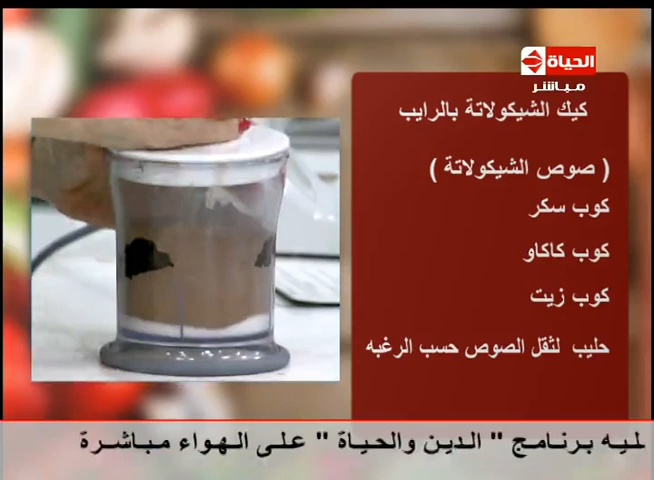 الحياة
مباشر
كيك الشيكولاتة بالرايب
( صوص الشيكولاتة )
كوب سكر
كوب كاكاو
كوب زيت
حليب لثقل الصوص حسب الرغبه
برنامج " الدين والحياة " على الهواء مباشرة